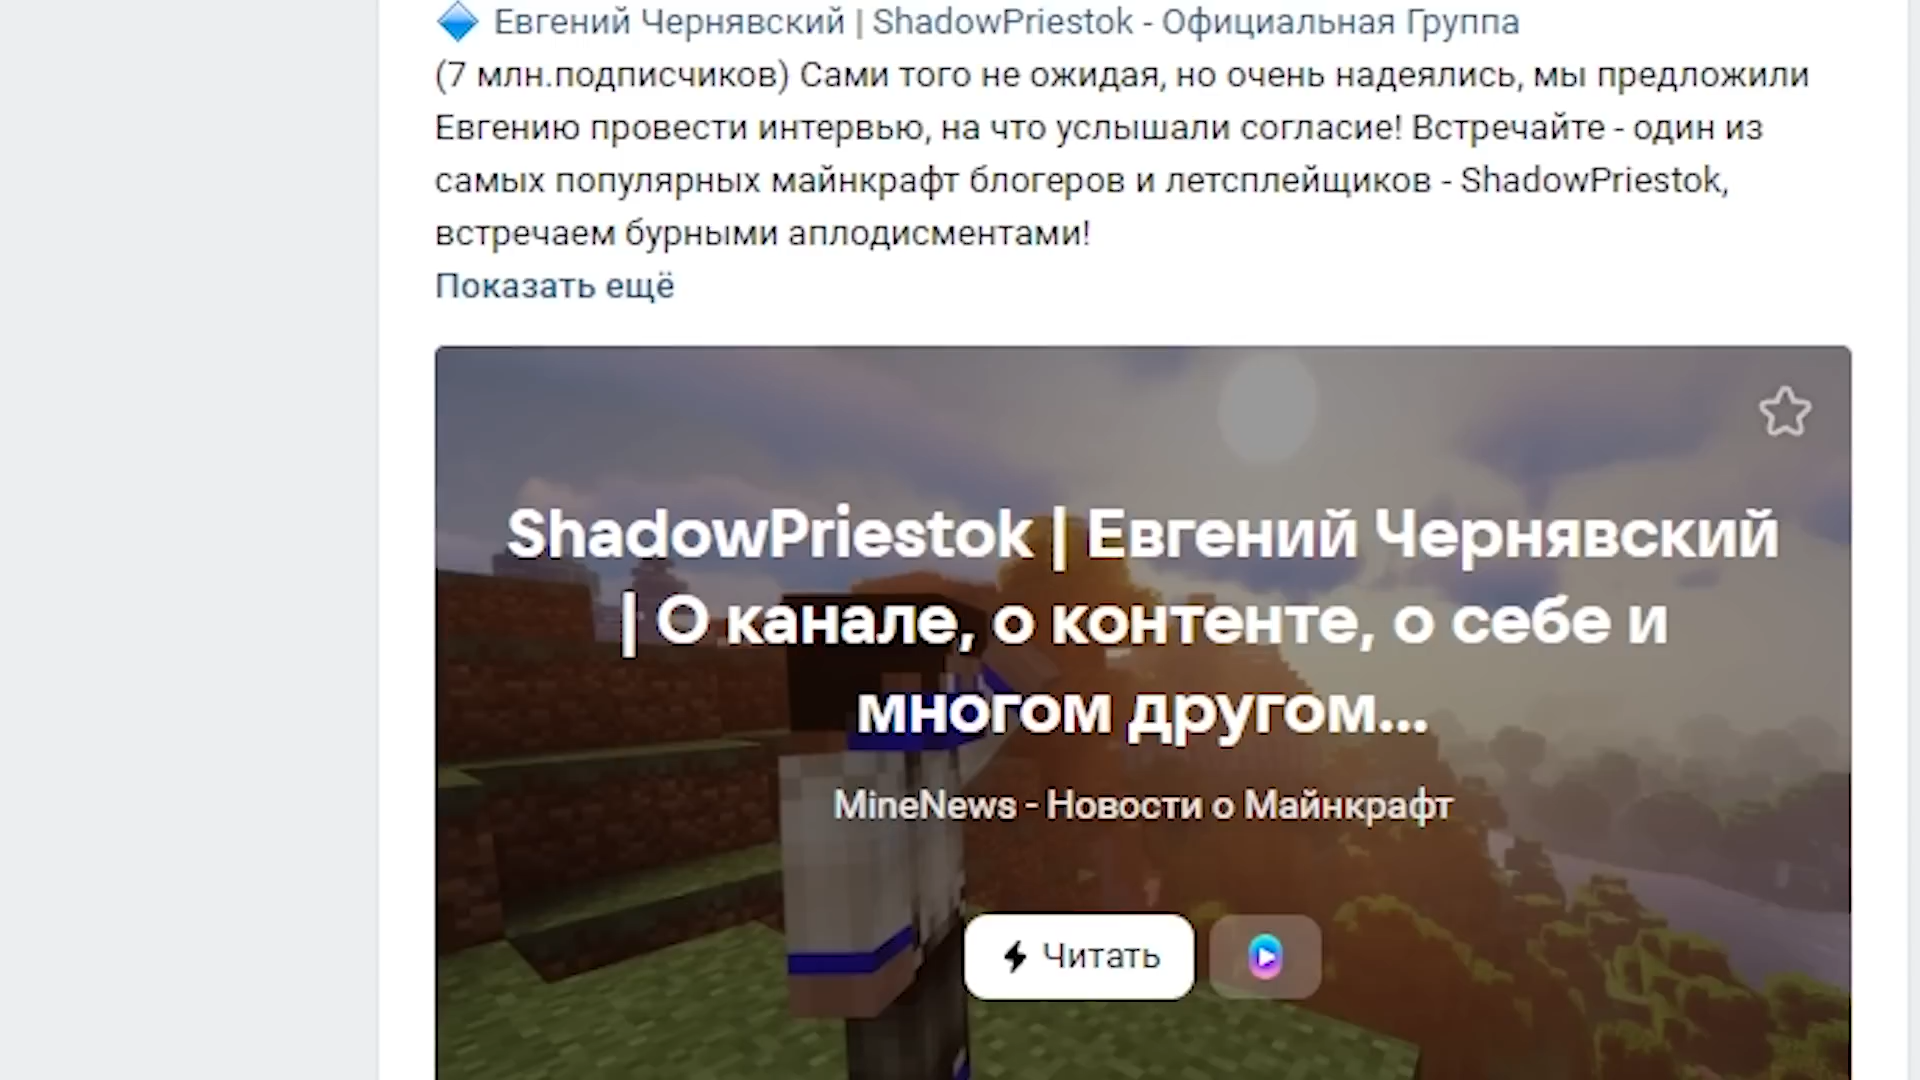 Евгений Чернявский | ShadowPriestok - Официальная Группа
(7 млн.подписчиков) Сами того не ожидая, но очень надеялись, мы предложили
Евгению провести интервью, на что услышали согласие! Встречайте - один из
самых популярных майнкрафт блогеров и летсплейщиков - ShadowPriestok,
встречаем бурными аплодисментами!
Показать ещё
ShadowPriestok | Евгений Чернявский
| О канале, о контенте, о себе и
многом другом...
MineNews - Новости о Майнкрафт
Читать